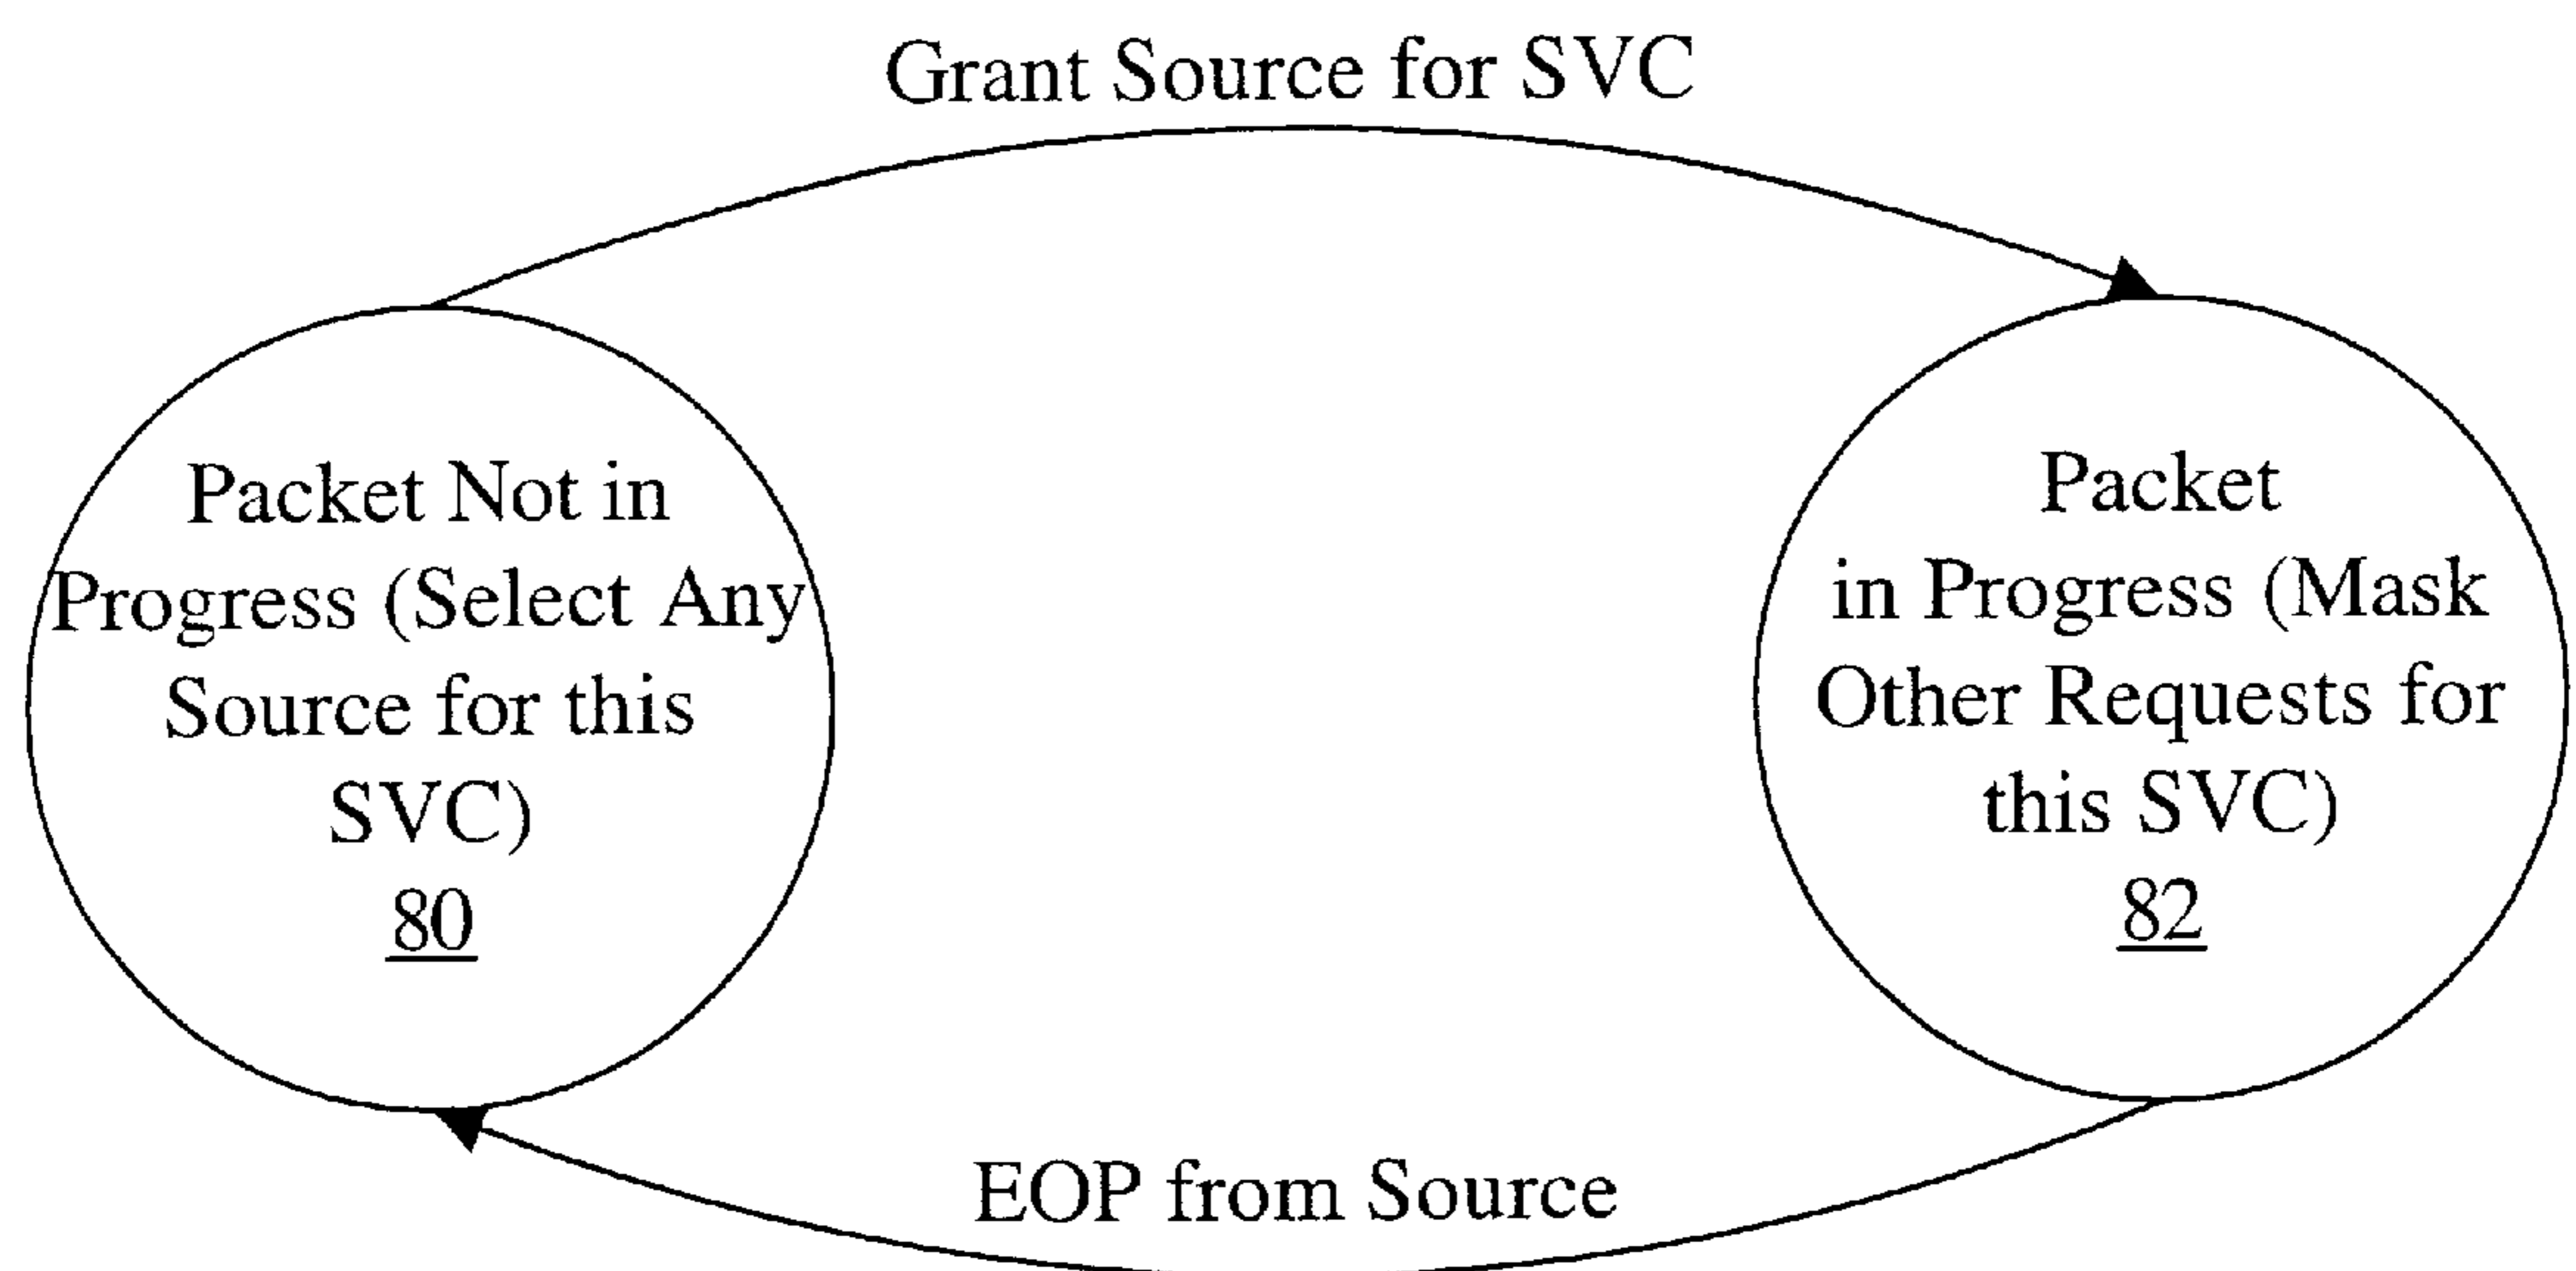 Grant Source for SVC
Packet Not in
Progress (Select Any
Source for this
SVC)
80
Packet
in Progress (Mask
Other Requests for
this SVC)
82
EOP from Source